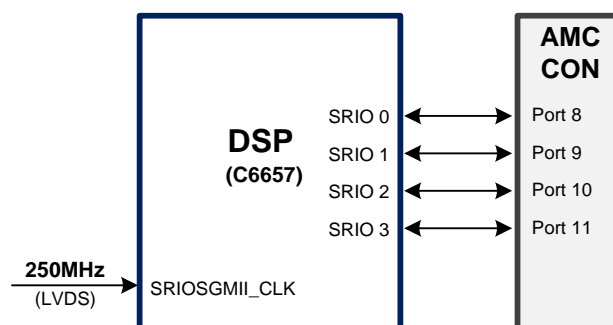 AMC
CON
SRIO 0
Port 8
DSP
(C6657)
SRIO 1
Port 9
SRIO 2
Port 10
SRIO 3
Port 11
250MHz
(LVDS)
SRIOSGMII_CLK